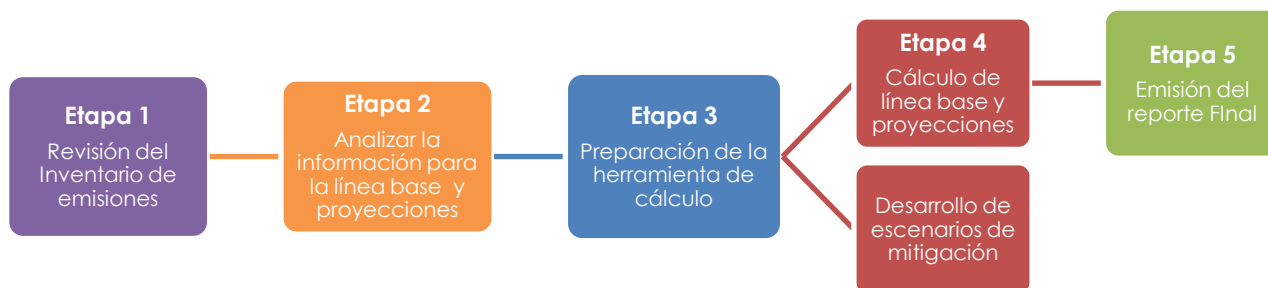 Etapa 1
Revisión del
Inventario de
emisiones
Etapa 2
Analizar la
información para
la línea base y
proyecciones
Etapa 3
Preparación de la
herramienta de
cálculo
Etapa 4
Cálculo de
línea base y
proyecciones
Desarrollo de
escenarios de
mitigación
Etapa 5
Emisión del
reporte FInal